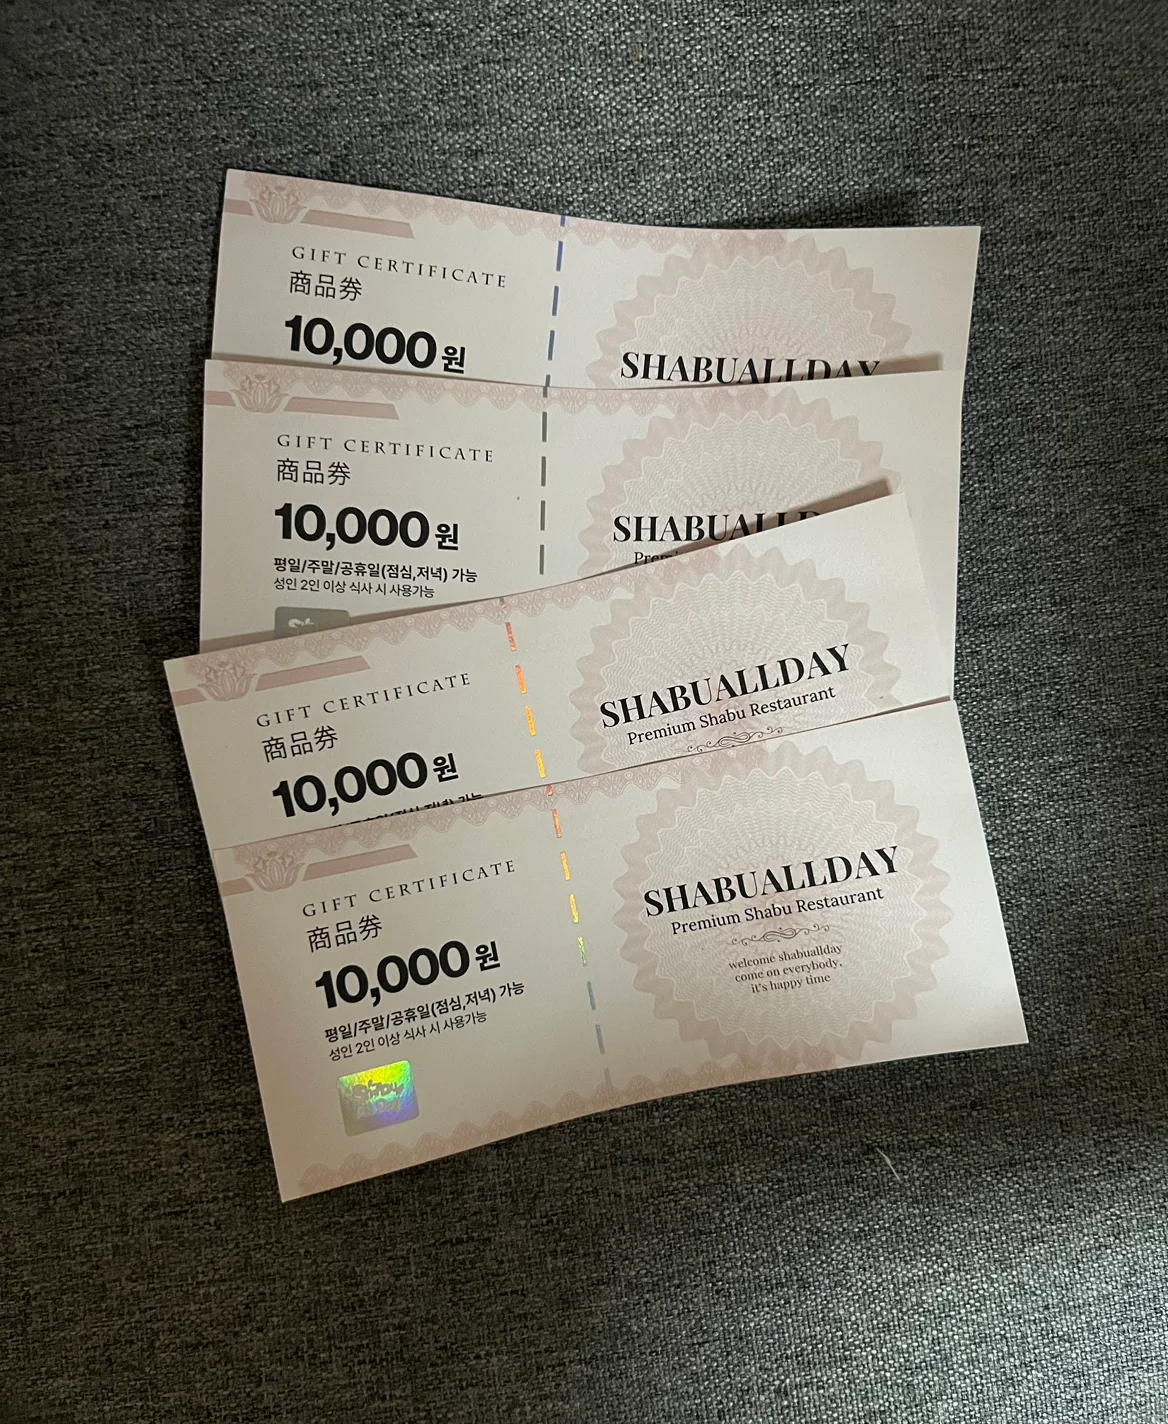 GIFT CERTIFICATE
商品券
10,000원
SHABUALLDAY
GIFT CERTIFICATE
商品券
10,000원
평일/주말/공휴일(점심,저녁) 가능
성인 2인 이상 식사 시 사용가능
SHABUALLD
GIFT CERTIFICATE
商品券
10,000원
SHABUALLDAY
Premium Shabu Restaurant
GIFT CERTIFICATE
商品券
10,000원
평일/주말/공휴일(점심,저녁) 가능
성인 2인 이상 식사 시 사용가능
SHABUALLDAY
Premium Shabu Restaurant
welcome shabuallday
come on everybody,
it's happy time